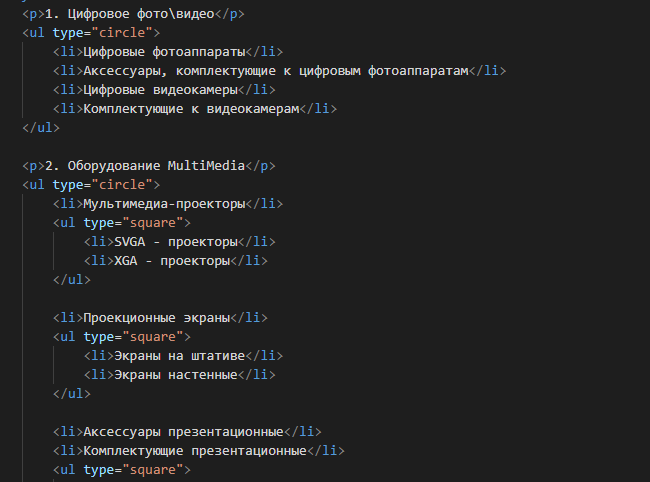 <p>1. Цифровое фото\видео</p>
<ul type="circle">
<li>Цифровые фотоаппараты</li>
<li>Аксессуары, комплектующие к цифровым фотоаппаратам</li>
<li>Цифровые видеокамеры</li>
<li>Комплектующие к видеокамерам</li>
</ul>
<p>2. Оборудование MultiMedia</p>
<ul type="circle">
<li>Мультимедиа-проекторы</li>
<ul type="square">
<li>SVGA - проекторы</li>
<li>XGA - проекторы</li>
</ul>
<li>Проекционные экраны</li>
<ul type="square">
<li>Экраны на штативе</li>
<li>Экраны настенные</li>
</ul>
<li>Аксессуары презентационные</li>
<li>Комплектующие презентационные</li>
<ul type="square">